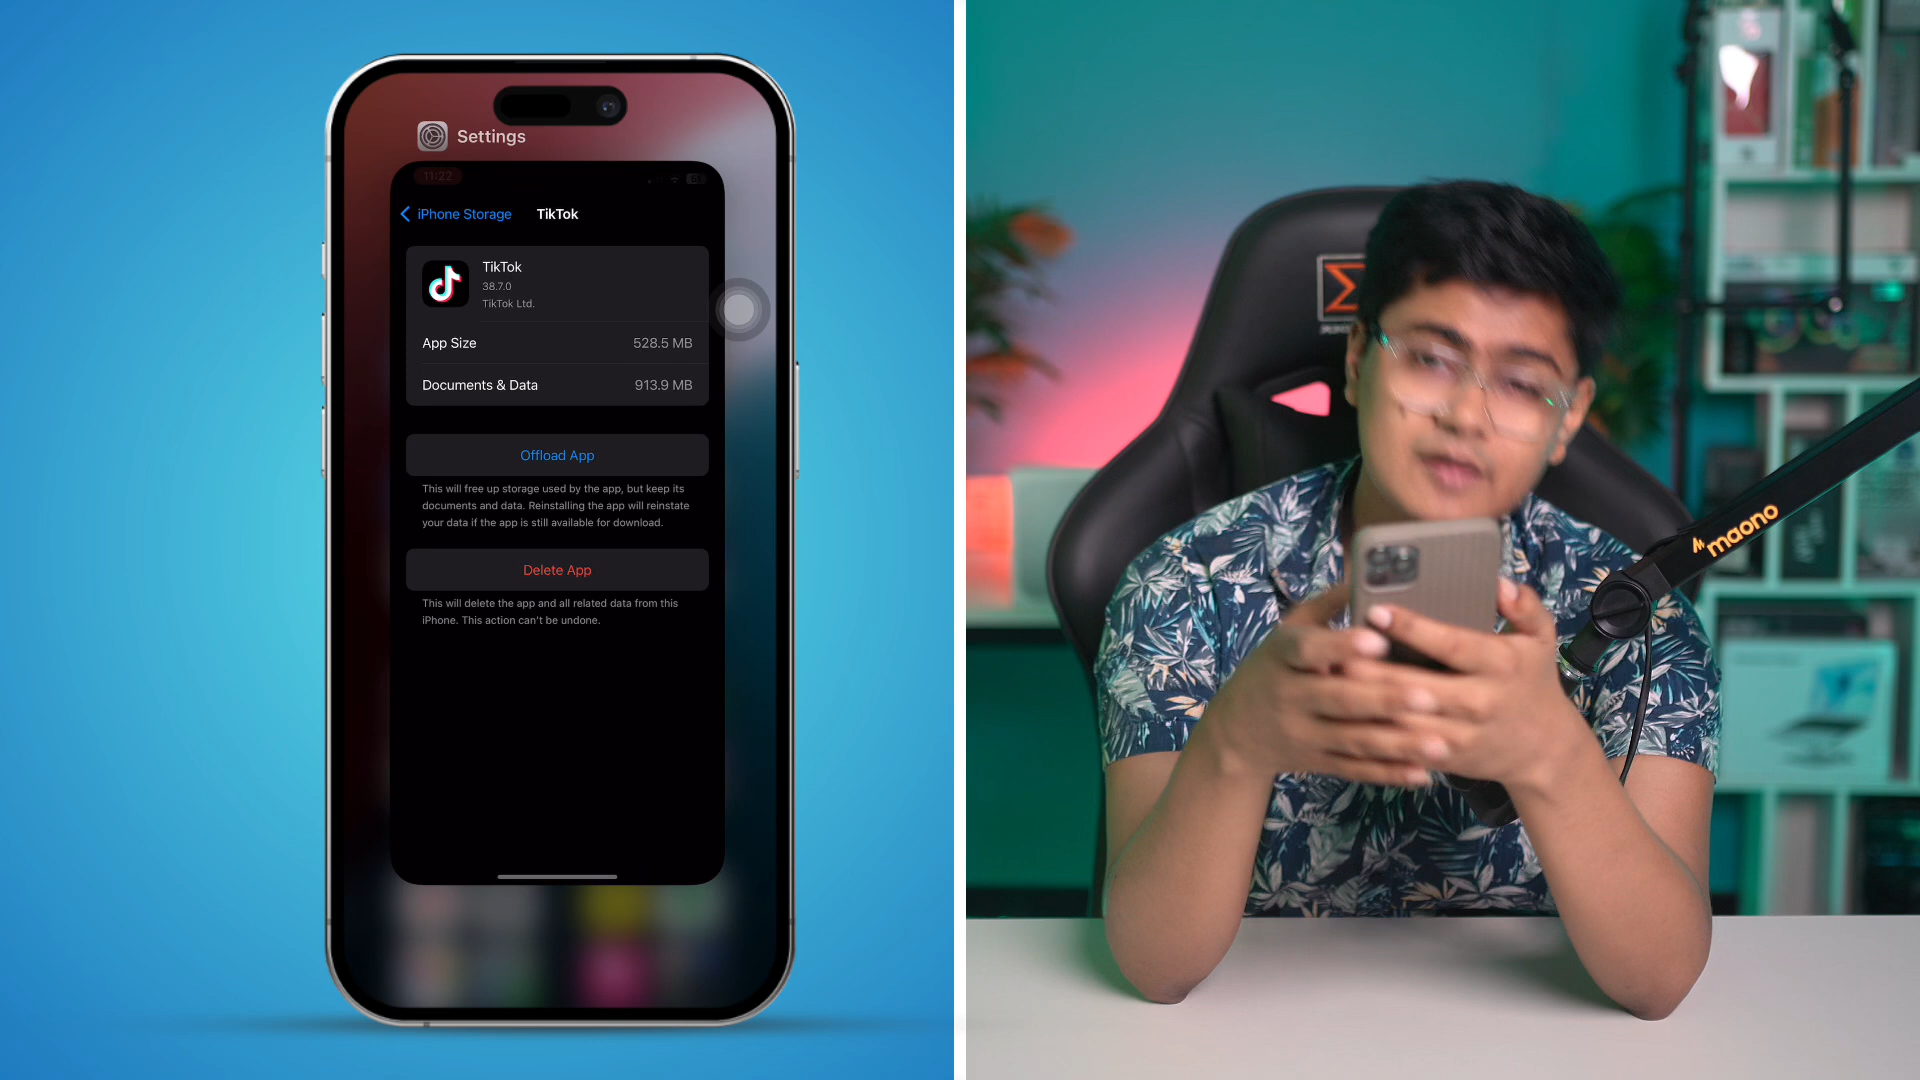 Settings
11:22
iPhone Storage
TikTok
TikTok
38.7.0
TikTok Ltd.
App Size
528.5 MB
Documents & Data
913.9 MB
Offload App
This will free up storage used by the app, but keep its
documents and data. Reinstalling the app will reinstate
your data if the app is still available for download.
Delete App
This will delete the app and all related data from this
iPhone. This action can't be undone.
maono